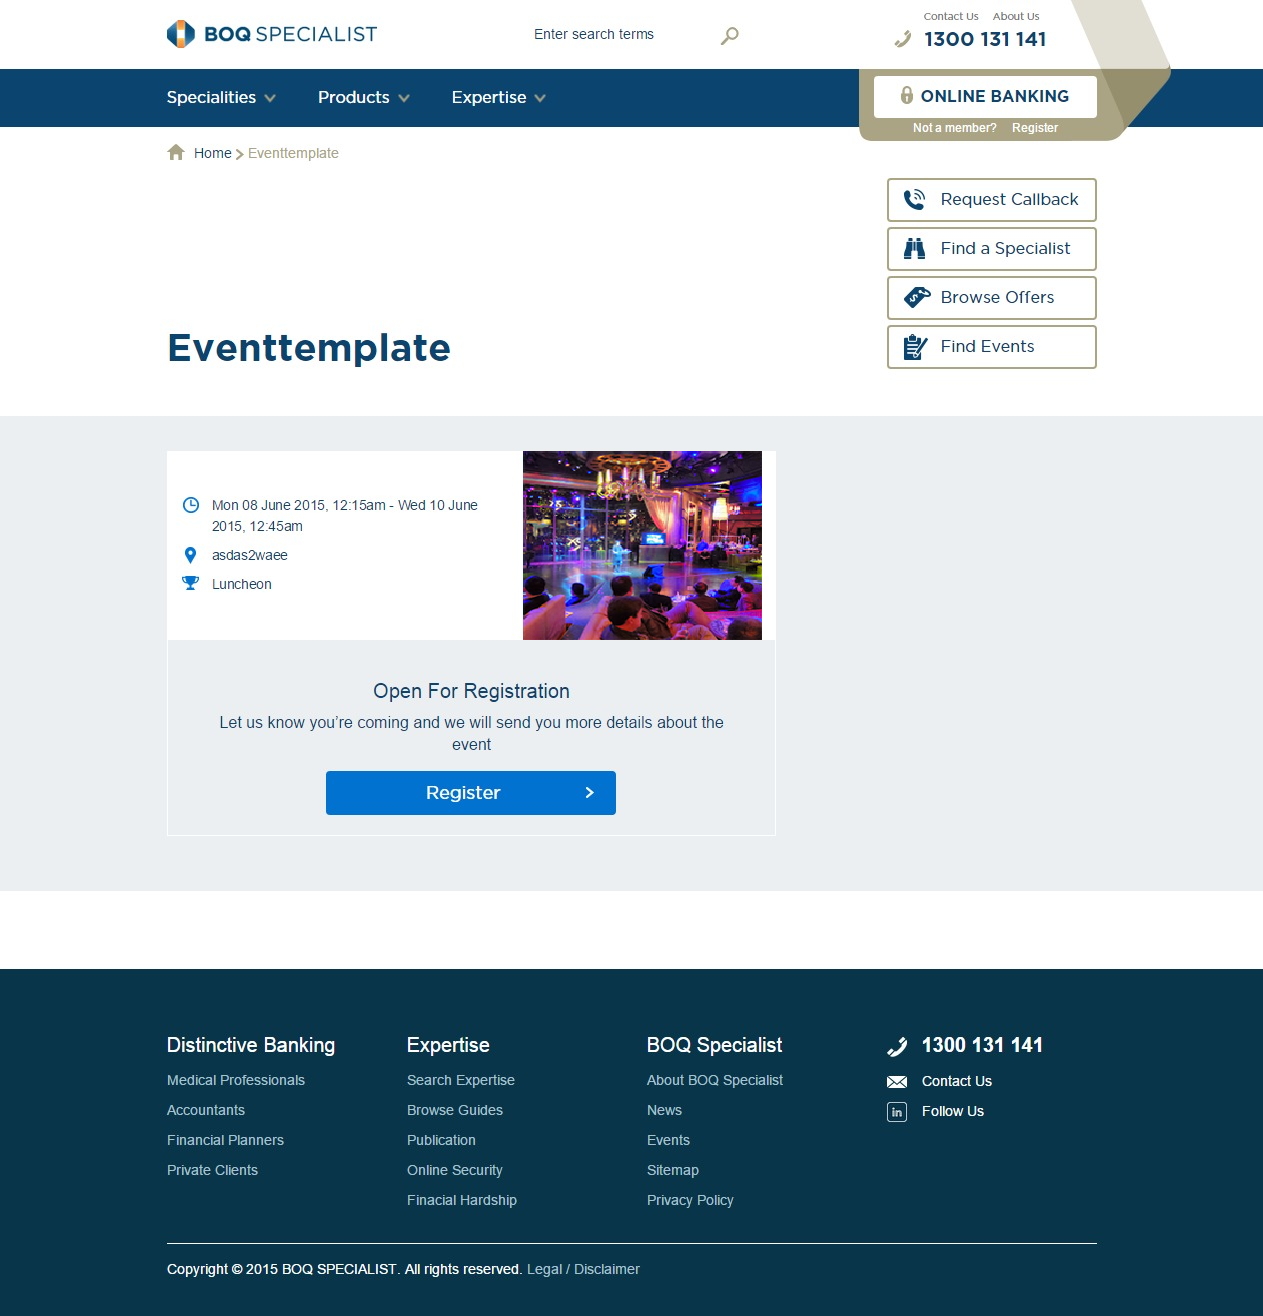 BOQ SPECIALIST
Enter search terms
Contact Us About Us
1300 131 141
Specialities Products Expertise
ONLINE BANKING
Not a member? Register
Home Eventtemplate
Request Callback
Find a Specialist
Browse Offers
Find Events
Eventtemplate
Mon 08 June 2015, 12:15am - Wed 10 June
2015, 12:45am
asdas2waee
Luncheon
Open For Registration
Let us know you’re coming and we will send you more details about the
event
Register
Distinctive Banking
Medical Professionals
Accountants
Financial Planners
Private Clients
Expertise
Search Expertise
Browse Guides
Publication
Online Security
Finacial Hardship
BOQ Specialist
About BOQ Specialist
News
Events
Sitemap
Privacy Policy
1300 131 141
Contact Us
in
Follow Us
Copyright © 2015 BOQ SPECIALIST. All rights reserved. Legal / Disclaimer